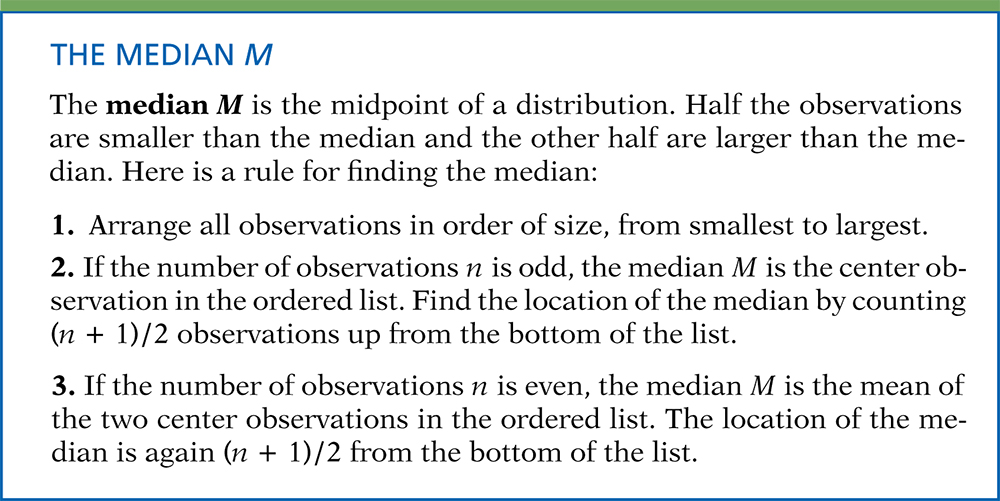 THE MEDIAN M
The median M is the midpoint of a distribution. Half the observations
are smaller than the median and the other half are larger than the me-
dian. Here is a rule for finding the median:
1. Arrange all observations in order of size, from smallest to largest.
2. If the number of observations n is odd, the median M is the center ob-
servation in the ordered list. Find the location of the median by counting
(n + 1)/2 observations up from the bottom of the list.
3. If the number of observations n is even, the median M is the mean of
the two center observations in the ordered list. The location of the me-
dian is again (n + 1)/2 from the bottom of the list.